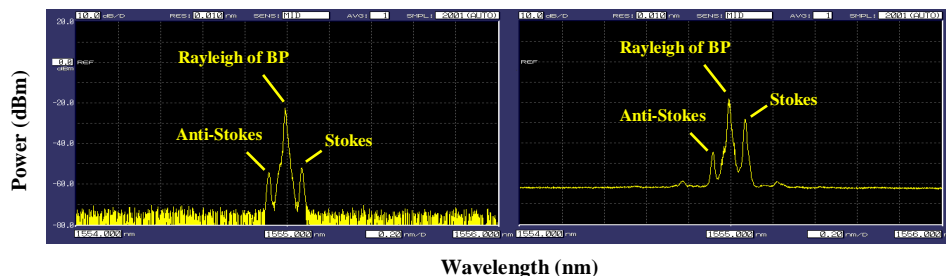 10.0 dB/D RES: 0.010 nm SENS: MID AVG: 1 SMPL: 2001 (AUTO)
20.0
0.0 REF
dBm
-20.0
-40.0
-60.0
-80.0
Rayleigh of BP
Anti-Stokes
Stokes
1554.000 nm 1555.000 nm 0.20 nm/D 1556.000 nm
10.0 dB/D RES: 0.010 nm SENS: MID AVG: 1 SMPL: 2001 (AUTO)
REF
Rayleigh of BP
Anti-Stokes
Stokes
1554.000 nm 1555.000 nm 0.20 nm/D 1556.000 nm
Power (dBm)
Wavelength (nm)